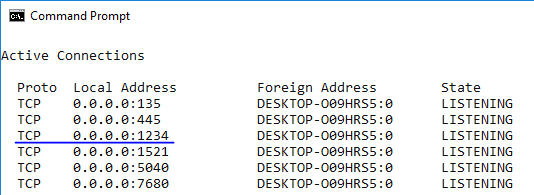 Command Prompt
Active Connections
Proto Local Address Foreign Address State
TCP 0.0.0.0:135 DESKTOP-O09HRS5:0 LISTENING
TCP 0.0.0.0:445 DESKTOP-O09HRS5:0 LISTENING
TCP 0.0.0.0:1234 DESKTOP-O09HRS5:0 LISTENING
TCP 0.0.0.0:1521 DESKTOP-O09HRS5:0 LISTENING
TCP 0.0.0.0:5040 DESKTOP-O09HRS5:0 LISTENING
TCP 0.0.0.0:7680 DESKTOP-O09HRS5:0 LISTENING